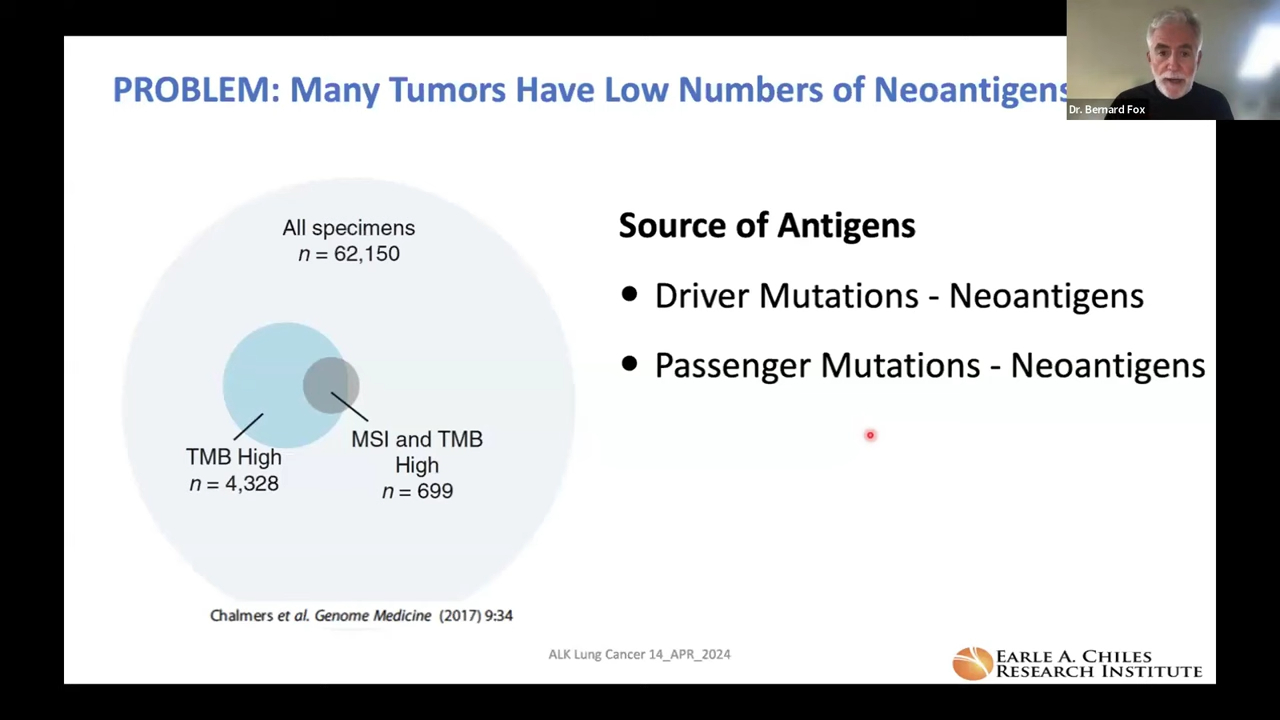 PROBLEM: Many Tumors Have Low Numbers of Neoantigens
Dr. Bernard Fox
All specimens
n = 62,150
TMB High
n = 4,328
MSI and TMB
High
n = 699
Chalmers et al. Genome Medicine (2017) 9:34
Source of Antigens
• Driver Mutations - Neoantigens
• Passenger Mutations - Neoantigens
ALK Lung Cancer 14_APR_2024
EARLE A. CHILES
RESEARCH INSTITUTE